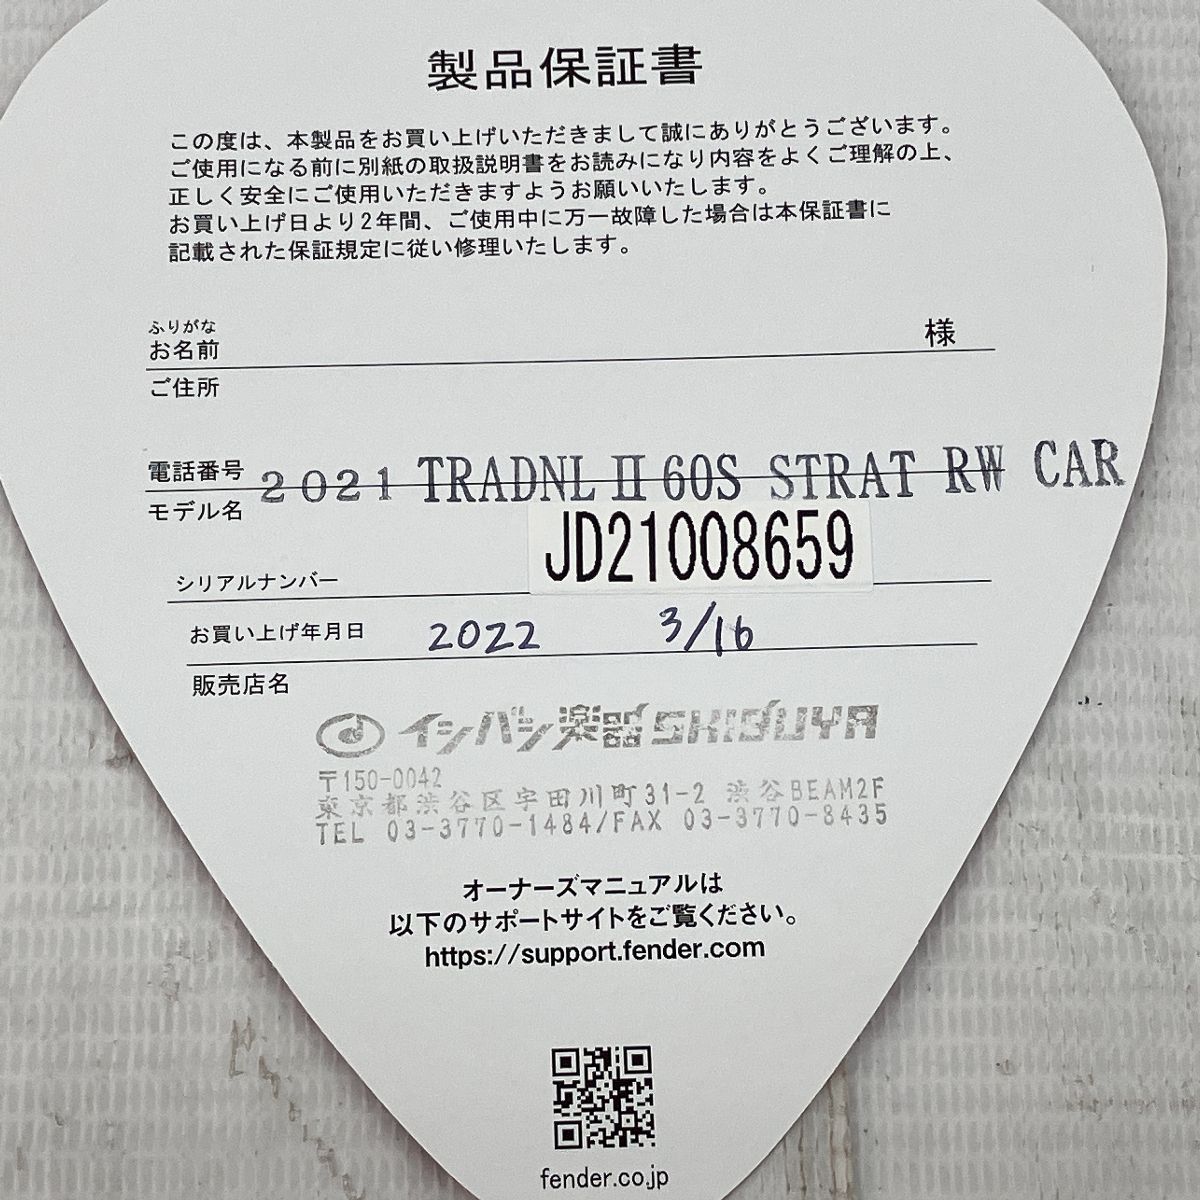 製品保証書
この度は、本製品をお買い上げいただきまして誠にありがとうございます。
ご使用になる前に別紙の取扱説明書をお読みになり内容をよくご理解の上、
正しく安全にご使用いただきますようお願いいたします。
お買い上げ日より2年間、ご使用中に万一故障した場合は本保証書に
記載された保証規定に従い修理いたします。
ふりがな
お名前 様
ご住所
電話番号
2021 TRADNL II 60S STRAT RW CAR
モデル名
JD21008659
シリアルナンバー
お買い上げ年月日 2022 3/16
販売店名
イシバシ楽器 SHIBUYA
〒150-0042
東京都渋谷区宇田川町31-2 渋谷BEAM2F
TEL 03-3770-1484/FAX 03-3770-8435
オーナーズマニュアルは
以下のサポートサイトをご覧ください。
https://support.fender.com
fender.co.jp